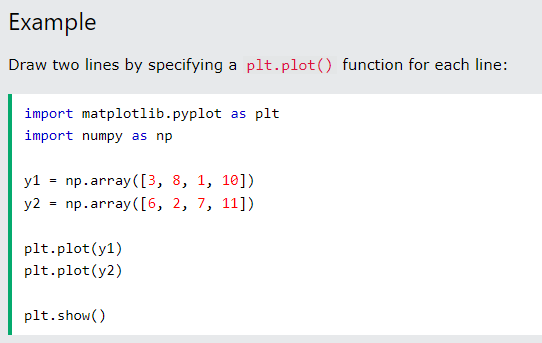 Example
Draw two lines by specifying a plt.plot() function for each line:
import matplotlib.pyplot as plt
import numpy as np
y1 = np.array([3, 8, 1, 10])
y2 = np.array([6, 2, 7, 11])
plt.plot(y1)
plt.plot(y2)
plt.show()